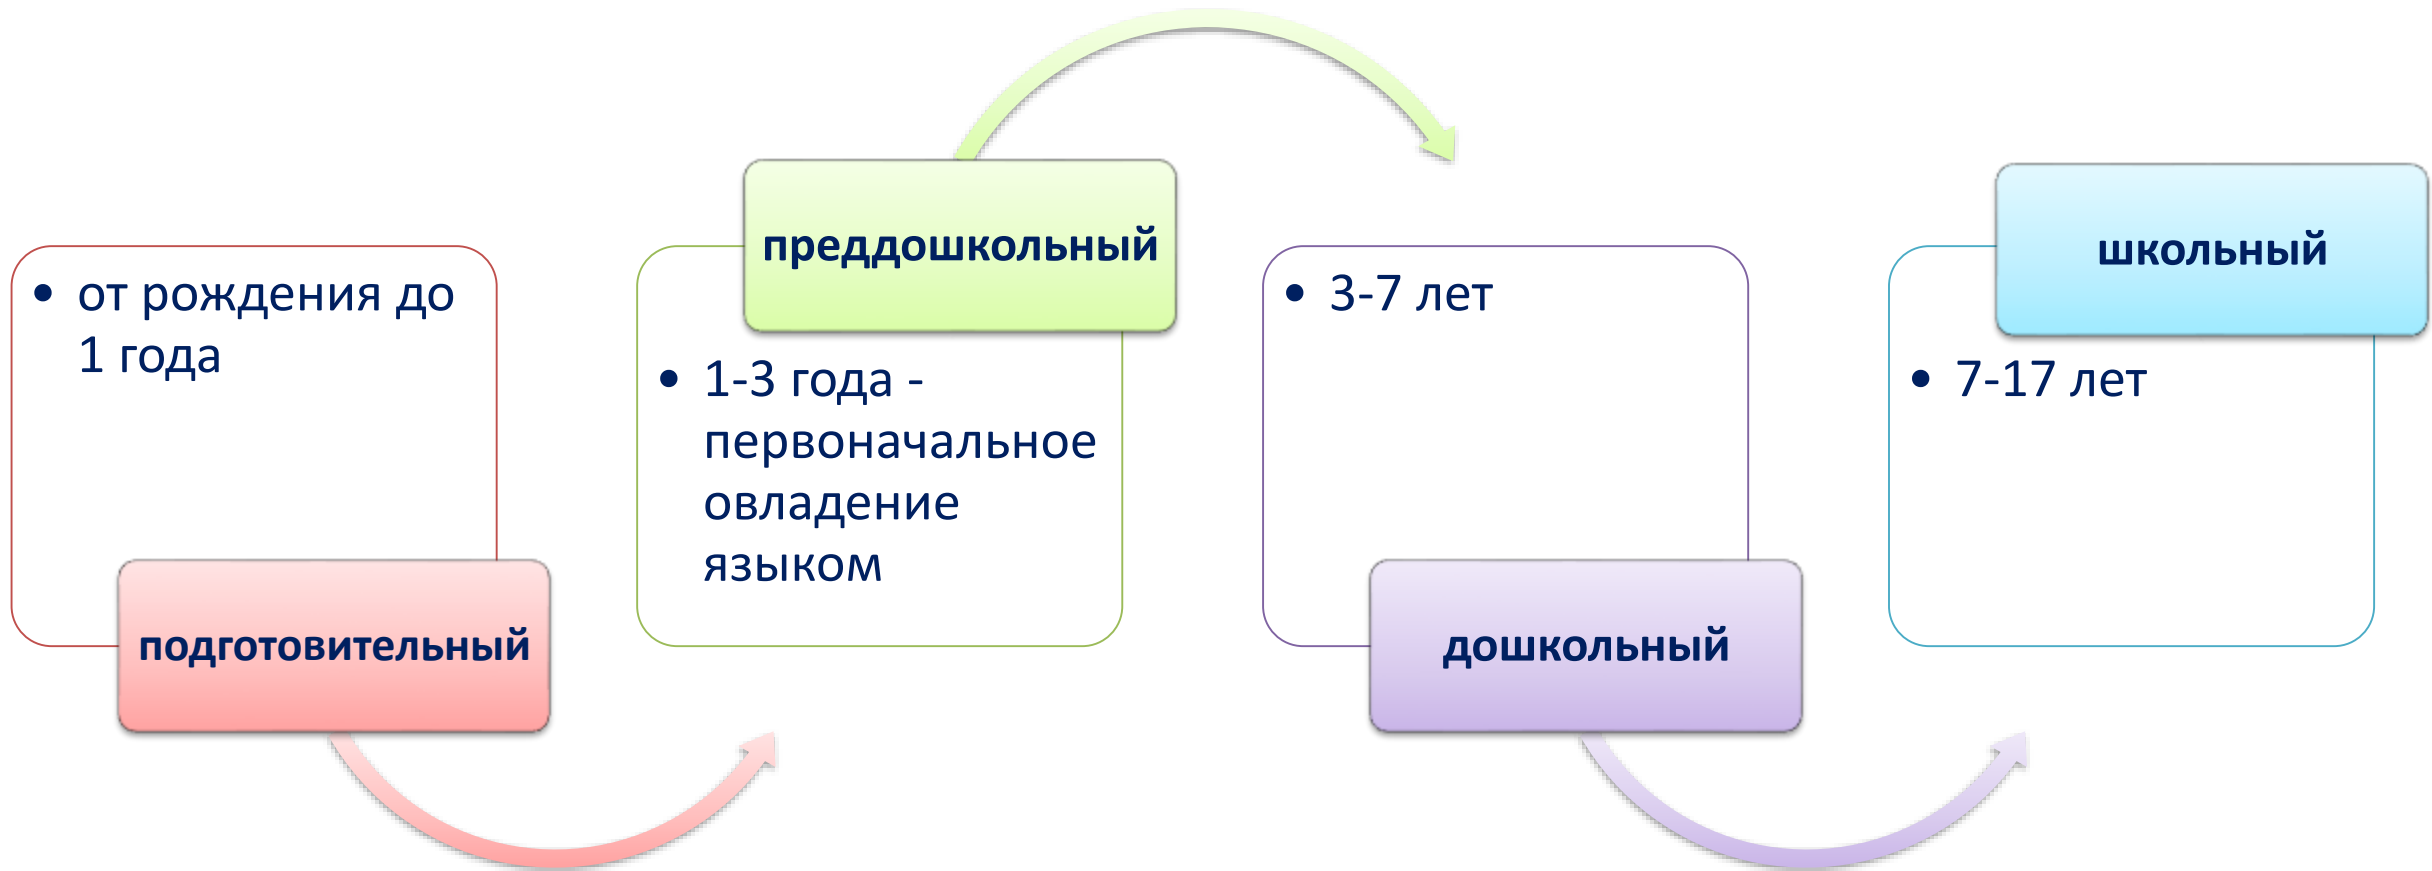 • от рождения до
1 года
подготовительный
преддошкольный
• 1-3 года -
первоначальное
овладение
языком
• 3-7 лет
дошкольный
школьный
• 7-17 лет